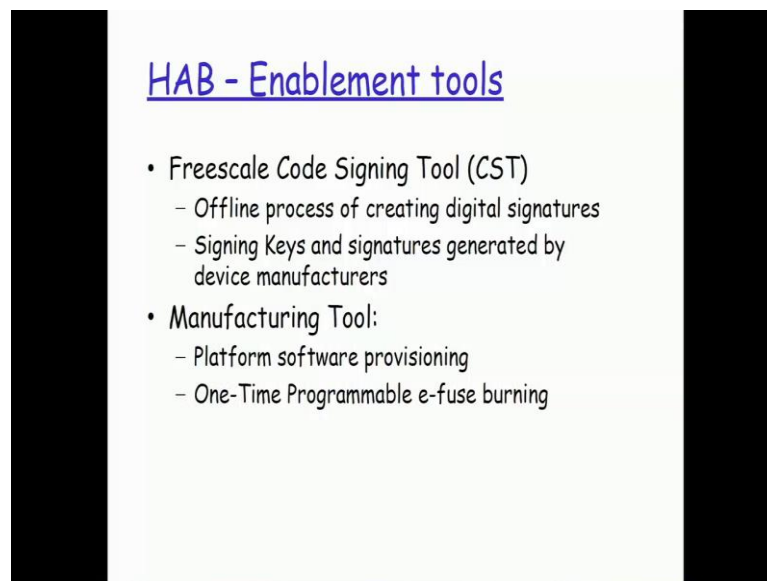 HAB – Enablement tools
• Freescale Code Signing Tool (CST)
– Offline process of creating digital signatures
– Signing Keys and signatures generated by
device manufacturers
• Manufacturing Tool:
– Platform software provisioning
– One-Time Programmable e-fuse burning